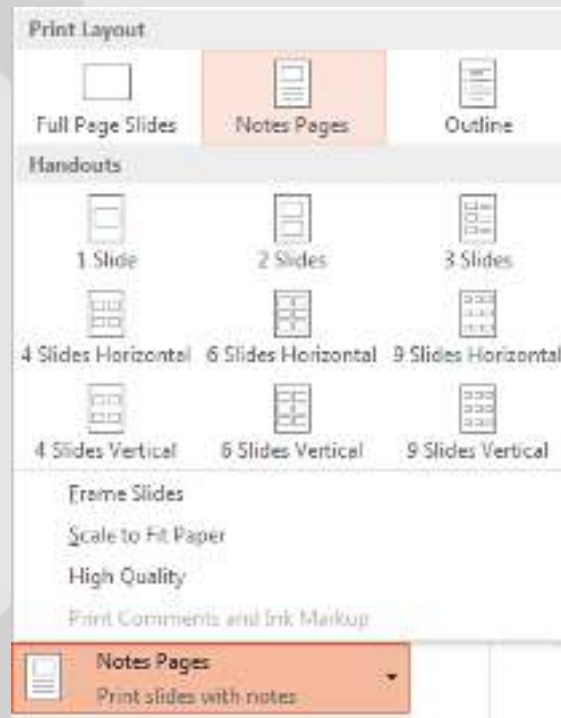 Print Layout
Full Page Slides Notes Pages Outline
Handouts
1 Slide 2 Slides 3 Slides
4 Slides Horizontal 6 Slides Horizontal 9 Slides Horizontal
4 Slides Vertical 6 Slides Vertical 9 Slides Vertical
Frame Slides
Scale to Fit Paper
High Quality
Print Comments and Ink Markup
Notes Pages
Print slides with notes